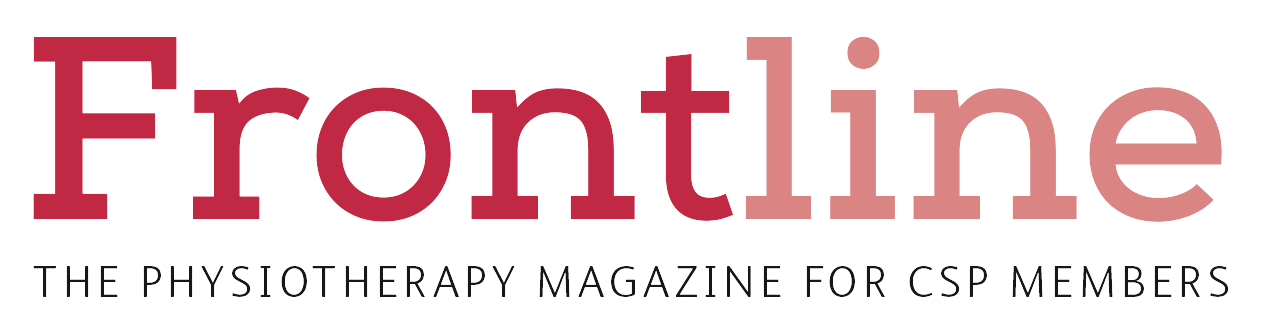 Frontline
THE PHYSIOTHERAPY MAGAZINE FOR CSP MEMBERS